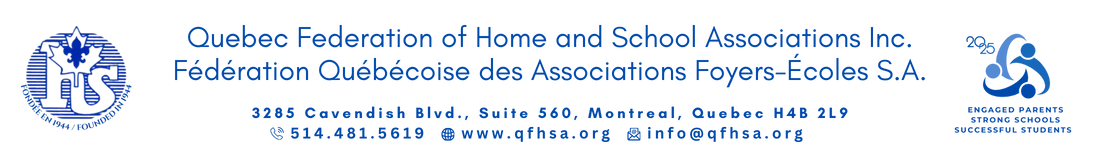 HS
FONDÉE EN 1944 / FOUNDED IN 1944
Quebec Federation of Home and School Associations Inc.
Fédération Québécoise des Associations Foyers-Écoles S.A.
3285 Cavendish Blvd., Suite 560, Montreal, Quebec H4B 2L9
514.481.5619 www.qfhsa.org info@qfhsa.org
2025
ENGAGED PARENTS
STRONG SCHOOLS
SUCCESSFUL STUDENTS